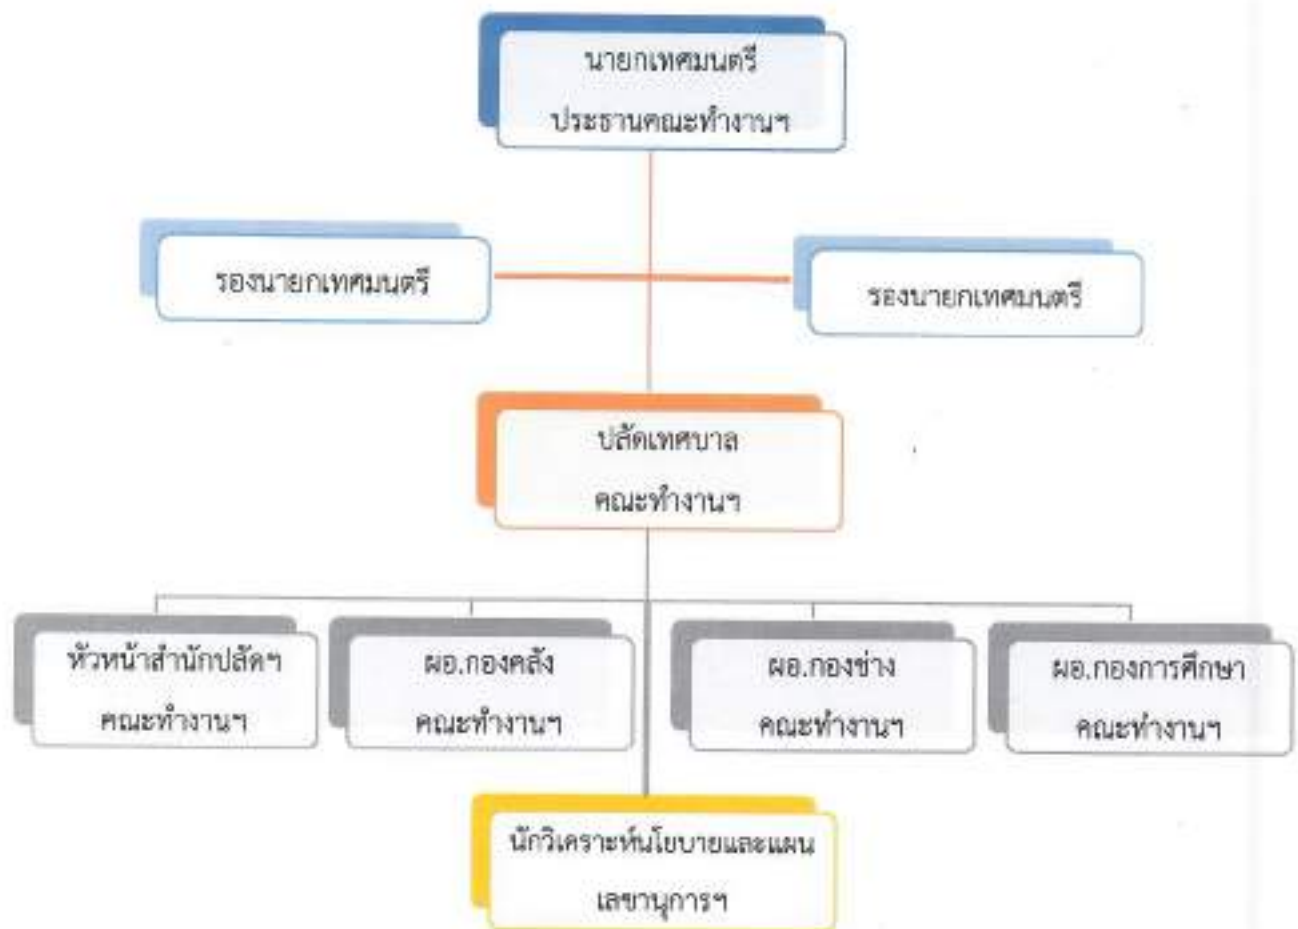 นายกเทศมนตรี
ประธานคณะทำงานฯ
รองนายกเทศมนตรี
รองนายกเทศมนตรี
ปลัดเทศบาล
คณะทำงานฯ
หัวหน้าสำนักปลัดฯ
คณะทำงานฯ
ผอ.กองคลัง
คณะทำงานฯ
ผอ.กองช่าง
คณะทำงานฯ
ผอ.กองการศึกษา
คณะทำงานฯ
นักวิเคราะห์นโยบายและแผน
เลขานุการฯ